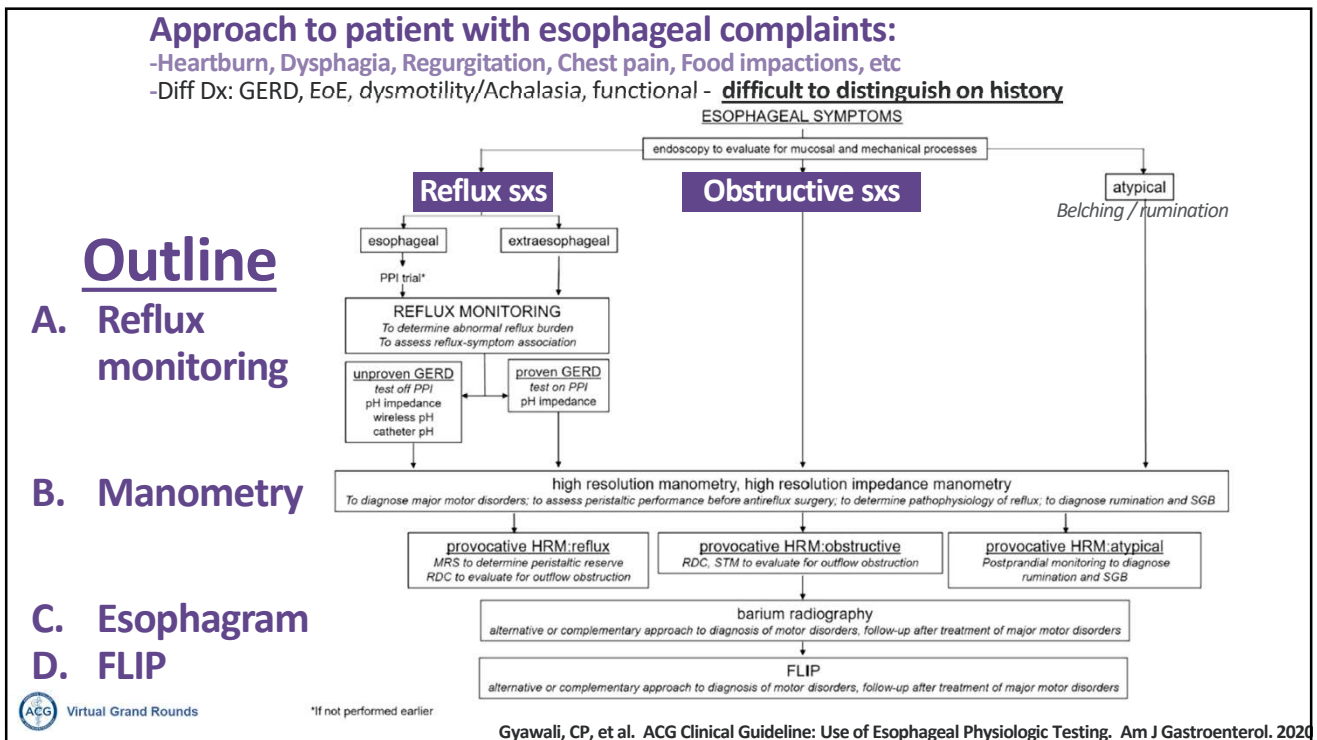 Approach to patient with esophageal complaints:
-Heartburn, Dysphagia, Regurgitation, Chest pain, Food impactions, etc
-Diff Dx: GERD, EoE, dysmotility/Achalasia, functional - difficult to distinguish on history
ESOPHAGEAL SYMPTOMS
endoscopy to evaluate for mucosal and mechanical processes
Reflux sxs
Obstructive sxs
atypical
Belching / rumination
esophageal
extraesophageal
PPI trial*
Outline
A. Reflux
monitoring
REFLUX MONITORING
To determine abnormal reflux burden
To assess reflux-symptom association
unproven GERD
test off PPI
pH impedance
wireless pH
catheter pH
proven GERD
test on PPI
pH impedance
B. Manometry
high resolution manometry, high resolution impedance manometry
To diagnose major motor disorders; to assess peristaltic performance before antireflux surgery; to determine pathophysiology of reflux; to diagnose rumination and SGB
provocative HRM:reflux
MRS to determine peristaltic reserve
RDC to evaluate for outflow obstruction
provocative HRM:obstructive
RDC, STM to evaluate for outflow obstruction
provocative HRM:atypical
Postprandial monitoring to diagnose
rumination and SGB
C. Esophagram
barium radiography
alternative or complementary approach to diagnosis of motor disorders, follow-up after treatment of major motor disorders
D. FLIP
FLIP
alternative or complementary approach to diagnosis of motor disorders, follow-up after treatment of major motor disorders
ACG
Virtual Grand Rounds
*If not performed earlier
Gyawali, CP, et al. ACG Clinical Guideline: Use of Esophageal Physiologic Testing. Am J Gastroenterol. 2020